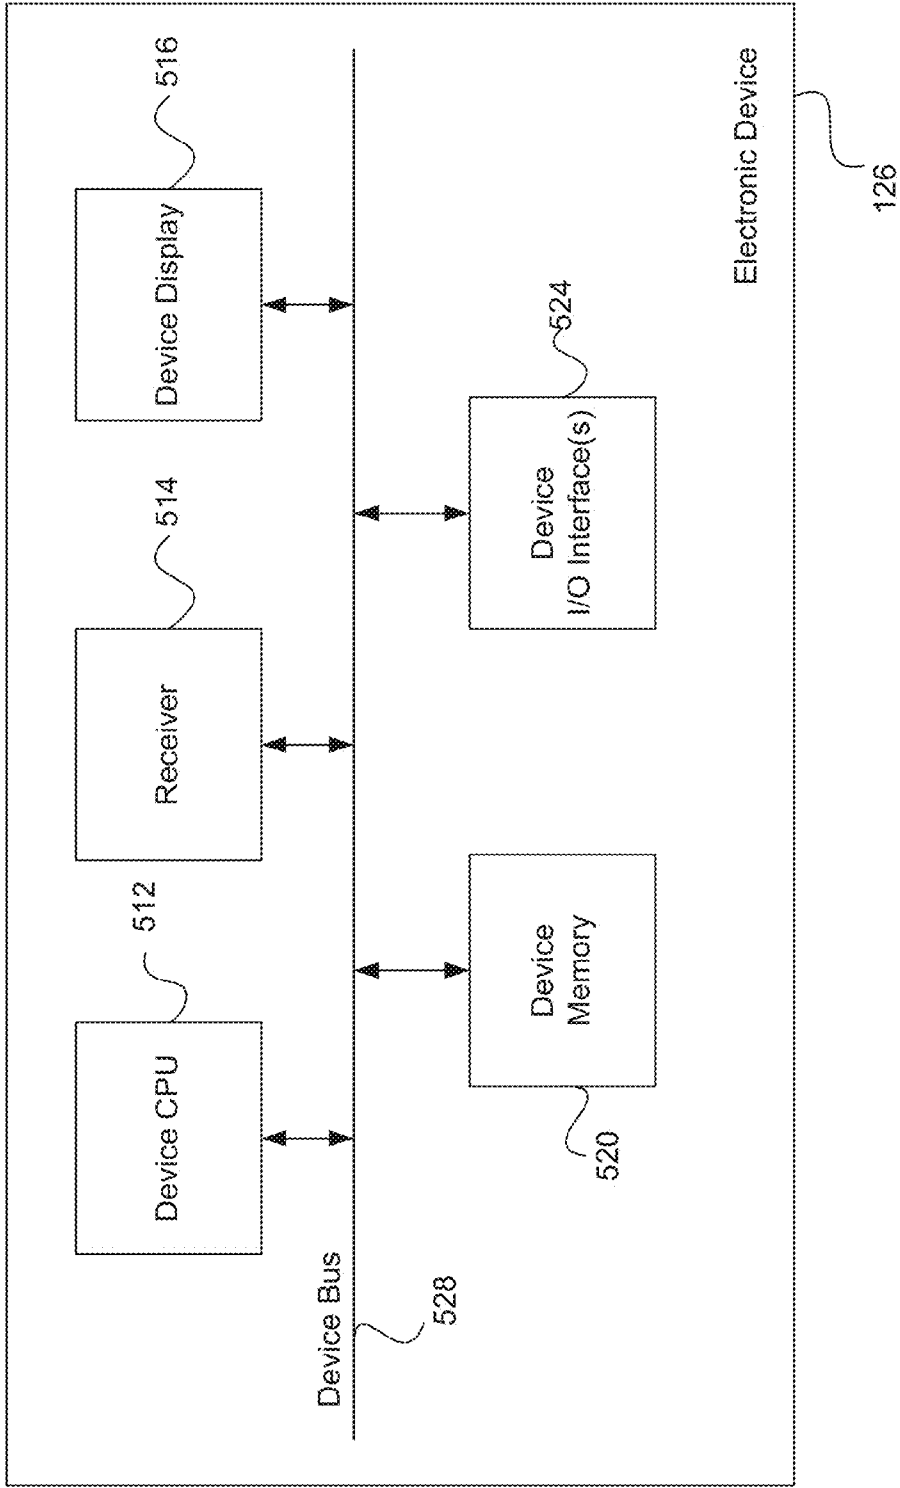 512
514
516
Device CPU
Receiver
Device Display
Device Bus
528
Device
Memory
520
Device
I/O Interface(s)
524
Electronic Device
126